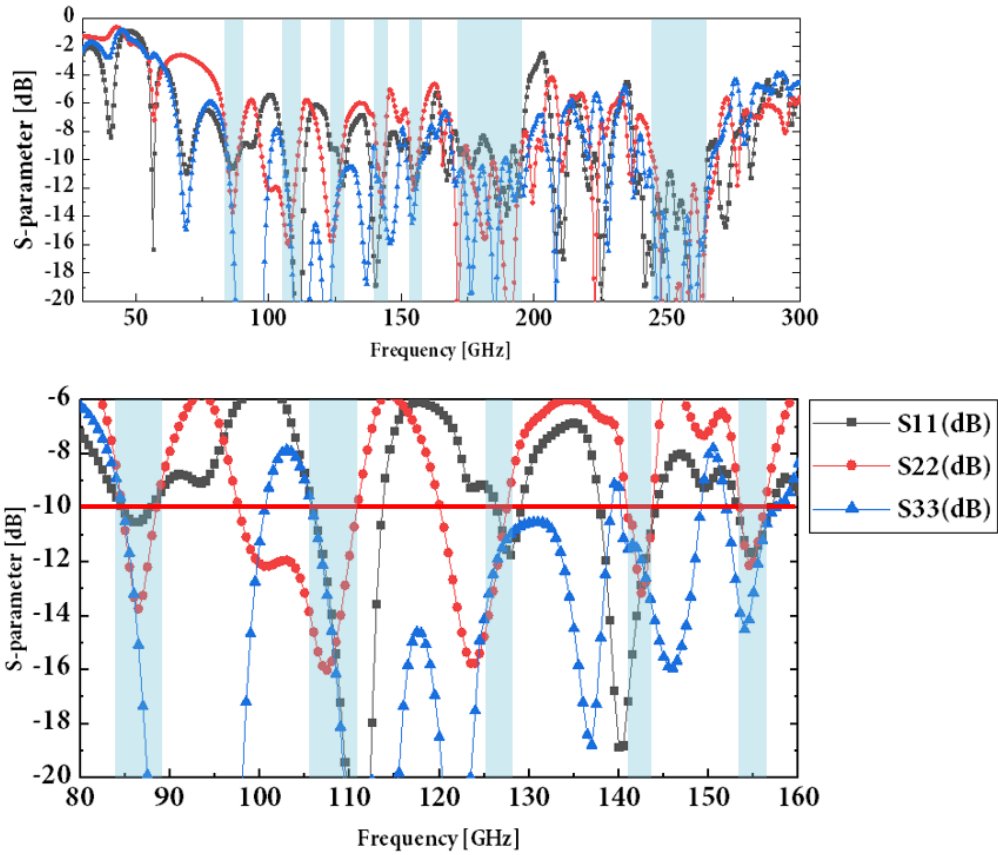 0
-2
-4
-6
-8
-10
-12
-14
-16
-18
-20
S-parameter [dB]
50 100 150 200 250 300
Frequency [GHz]
-6
-8
-10
-12
-14
-16
-18
-20
S-parameter [dB]
80 90 100 110 120 130 140 150 160
Frequency [GHz]
S11(dB)
S22(dB)
S33(dB)